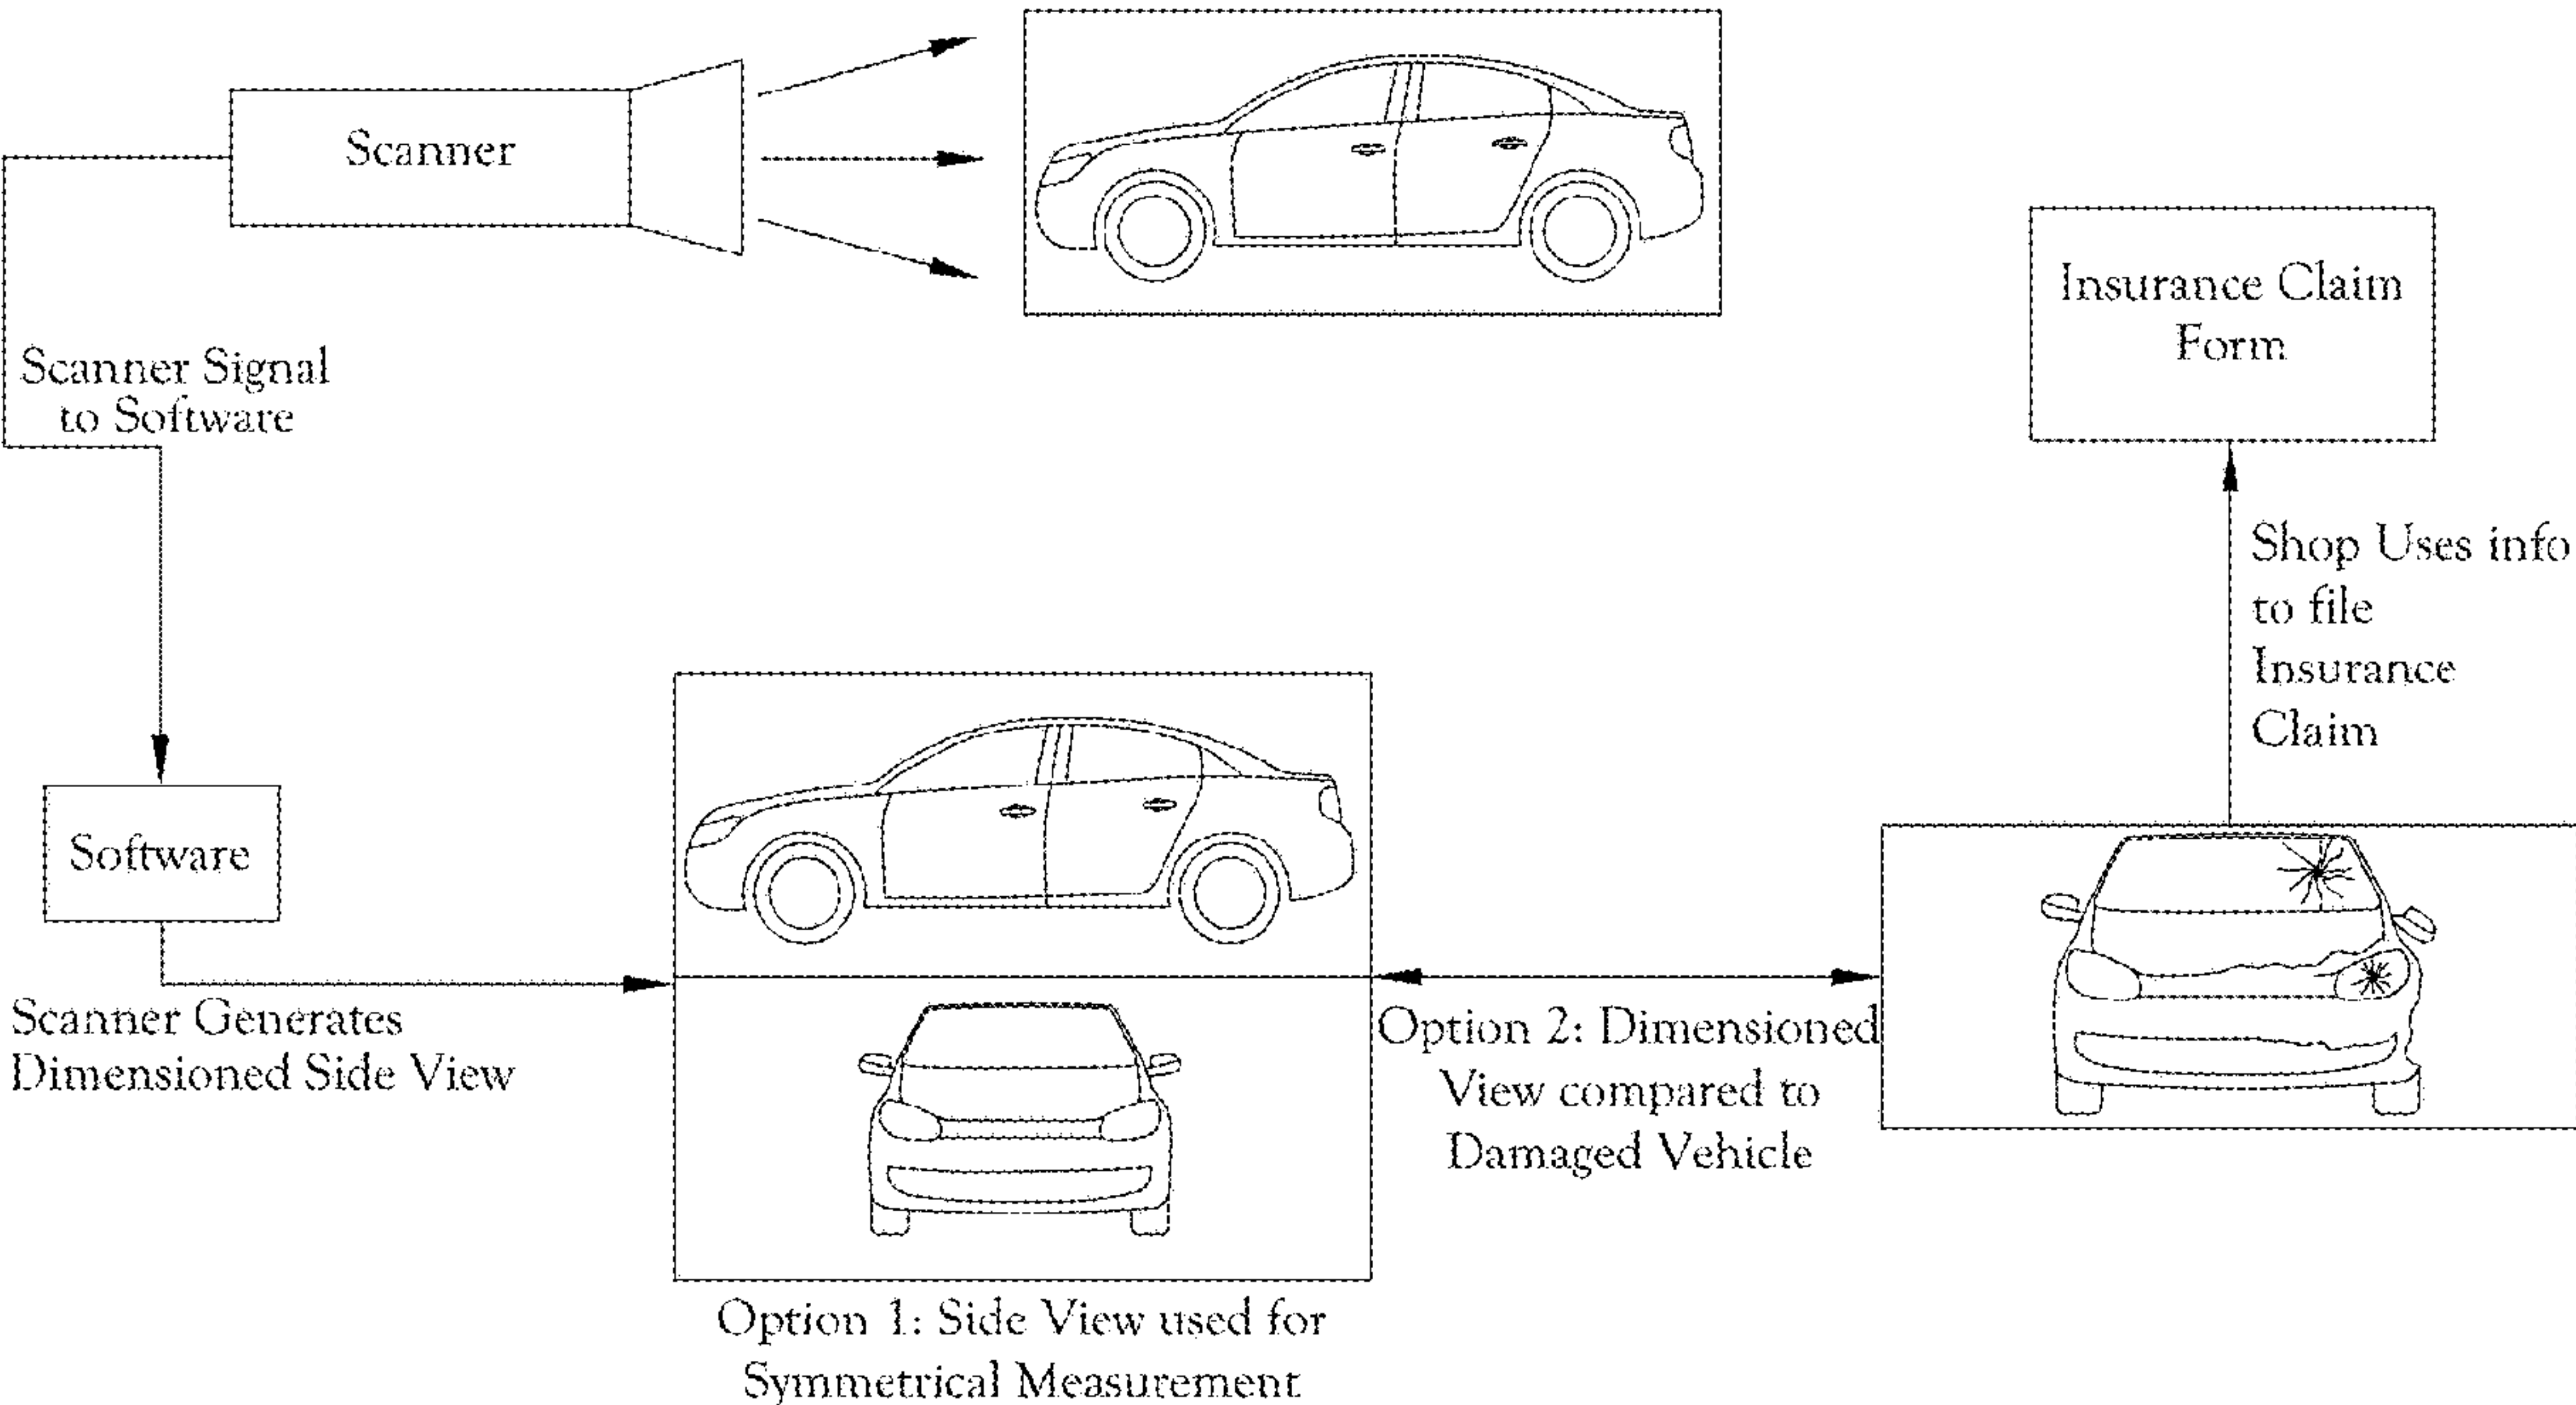 Scanner
Scanner Signal
to Software
Insurance Claim
Form
Shop Uses info
to file
Insurance
Claim
Software
Scanner Generates
Dimensioned Side View
Option 2: Dimensioned
View compared to
Damaged Vehicle
Option 1: Side View used for
Symmetrical Measurement